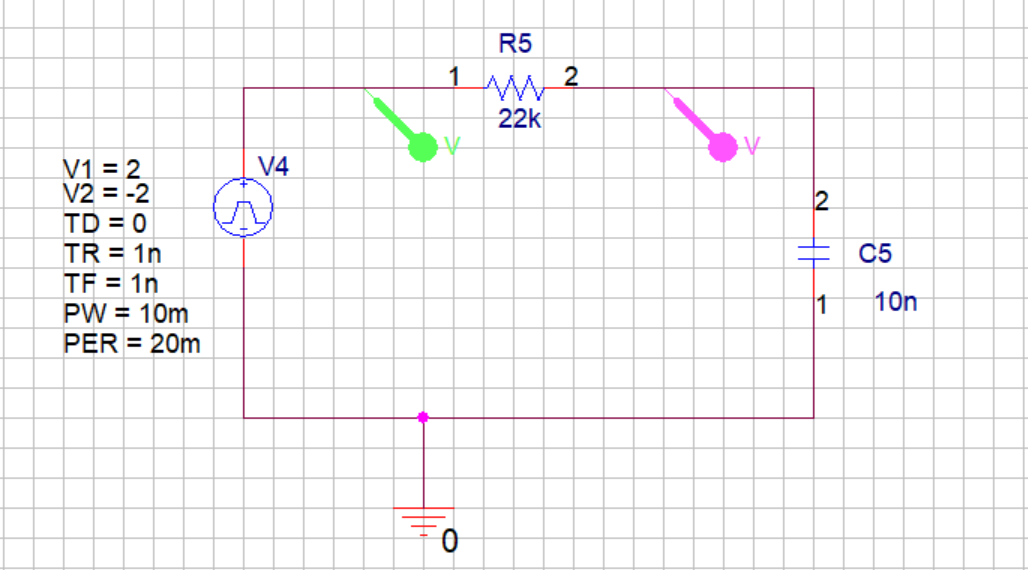 R5
1
2
22k
V
V
V1 = 2
V4
V2 = -2
TD = 0
TR = 1n
TF = 1n
PW = 10m
PER = 20m
2
C5
1
10n
0